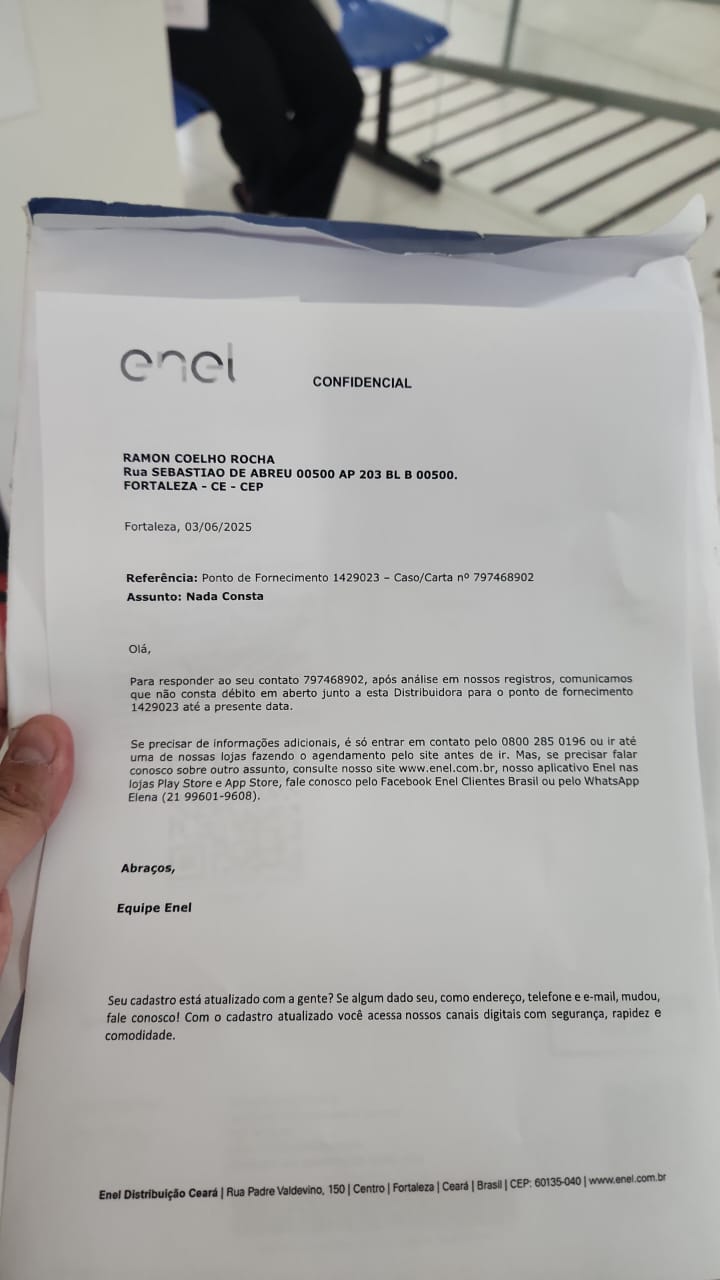 enel
CONFIDENCIAL
RAMON COELHO ROCHA
Rua SEBASTIAO DE ABREU 00500 AP 203 BL B 00500.
FORTALEZA - CE - CEP
Fortaleza, 03/06/2025
Referência: Ponto de Fornecimento 1429023 – Caso/Carta nº 797468902
Assunto: Nada Consta
Olá,
Para responder ao seu contato 797468902, após análise em nossos registros, comunicamos
que não consta débito em aberto junto a esta Distribuidora para o ponto de fornecimento
1429023 até a presente data.
Se precisar de informações adicionais, é só entrar em contato pelo 0800 285 0196 ou ir até
uma de nossas lojas fazendo o agendamento pelo site antes de ir. Mas, se precisar falar
conosco sobre outro assunto, consulte nosso site www.enel.com.br, nosso aplicativo Enel nas
lojas Play Store e App Store, fale conosco pelo Facebook Enel Clientes Brasil ou pelo WhatsApp
Elena (21 99601-9608).
Abraços,
Equipe Enel
Seu cadastro está atualizado com a gente? Se algum dado seu, como endereço, telefone e e-mail, mudou,
fale conosco! Com o cadastro atualizado você acessa nossos canais digitais com segurança, rapidez e
comodidade.
Enel Distribuição Ceará | Rua Padre Valdevino, 150 | Centro | Fortaleza | Ceará | Brasil | CEP: 60135-040 | www.enel.com.br